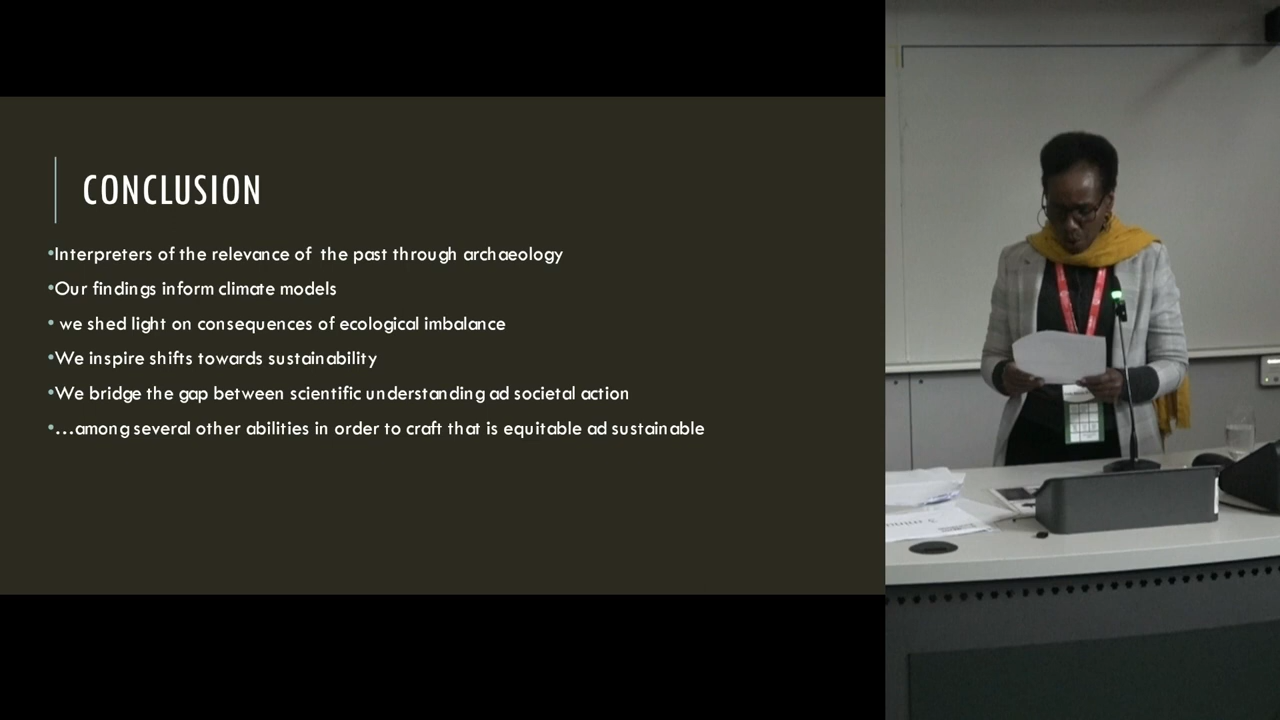 CONCLUSION
•Interpreters of the relevance of the past through archaeology
•Our findings inform climate models
• we shed light on consequences of ecological imbalance
•We inspire shifts towards sustainability
•We bridge the gap between scientific understanding ad societal action
•…among several other abilities in order to craft that is equitable ad sustainable